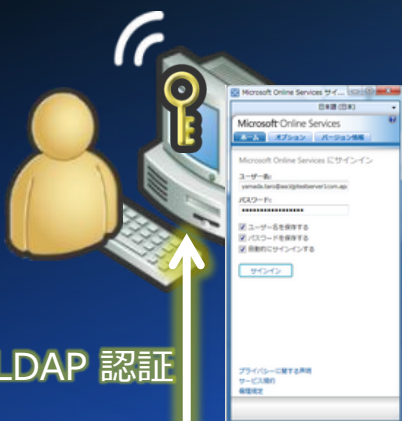 Microsoft Online Services サイ...
日本語 (日本)
Microsoft Online Services
ホーム オプション バージョン情報
Microsoft Online Services にサインイン
ユーザー名:
パスワード:
ユーザー名を保存する
パスワードを保存する
自動的にサインインする
サインイン
LDAP 認証
プライバシーに関する声明
サービス規約